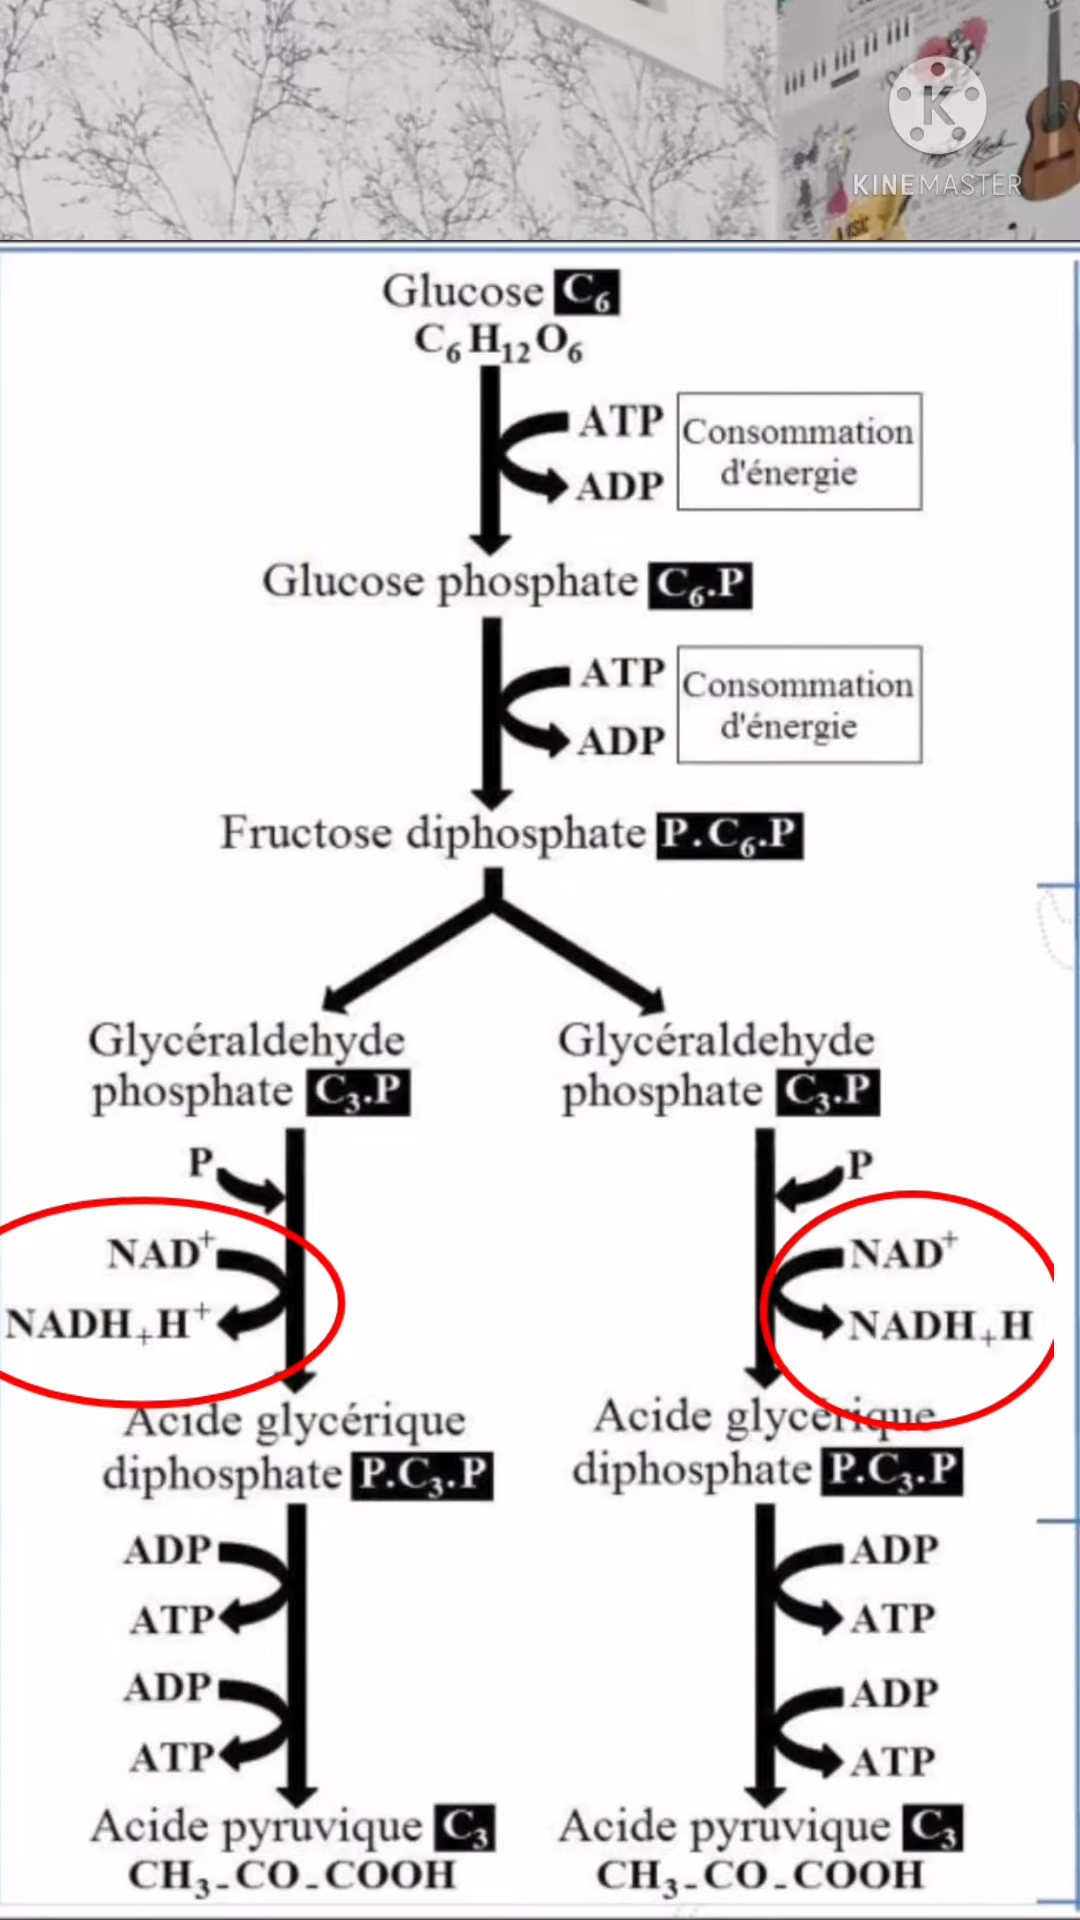 KINEMASTER
K
MUSIC
Glucose C₆
C₆H₁₂O₆
ATP
Consommation
d'énergie
ADP
Glucose phosphate C₆.P
ATP
Consommation
d'énergie
ADP
Fructose diphosphate P.C₆.P
Glycéraldehyde
phosphate C₃.P
Glycéraldehyde
phosphate C₃.P
P
P
NAD⁺
NADH₊H⁺
NAD⁺
NADH₊H
Acide glycérique
diphosphate P.C₃.P
Acide glycérique
diphosphate P.C₃.P
ADP
ATP
ADP
ATP
ADP
ATP
ADP
ATP
Acide pyruvique C₃
CH₃-CO-COOH
Acide pyruvique C₃
CH₃-CO-COOH